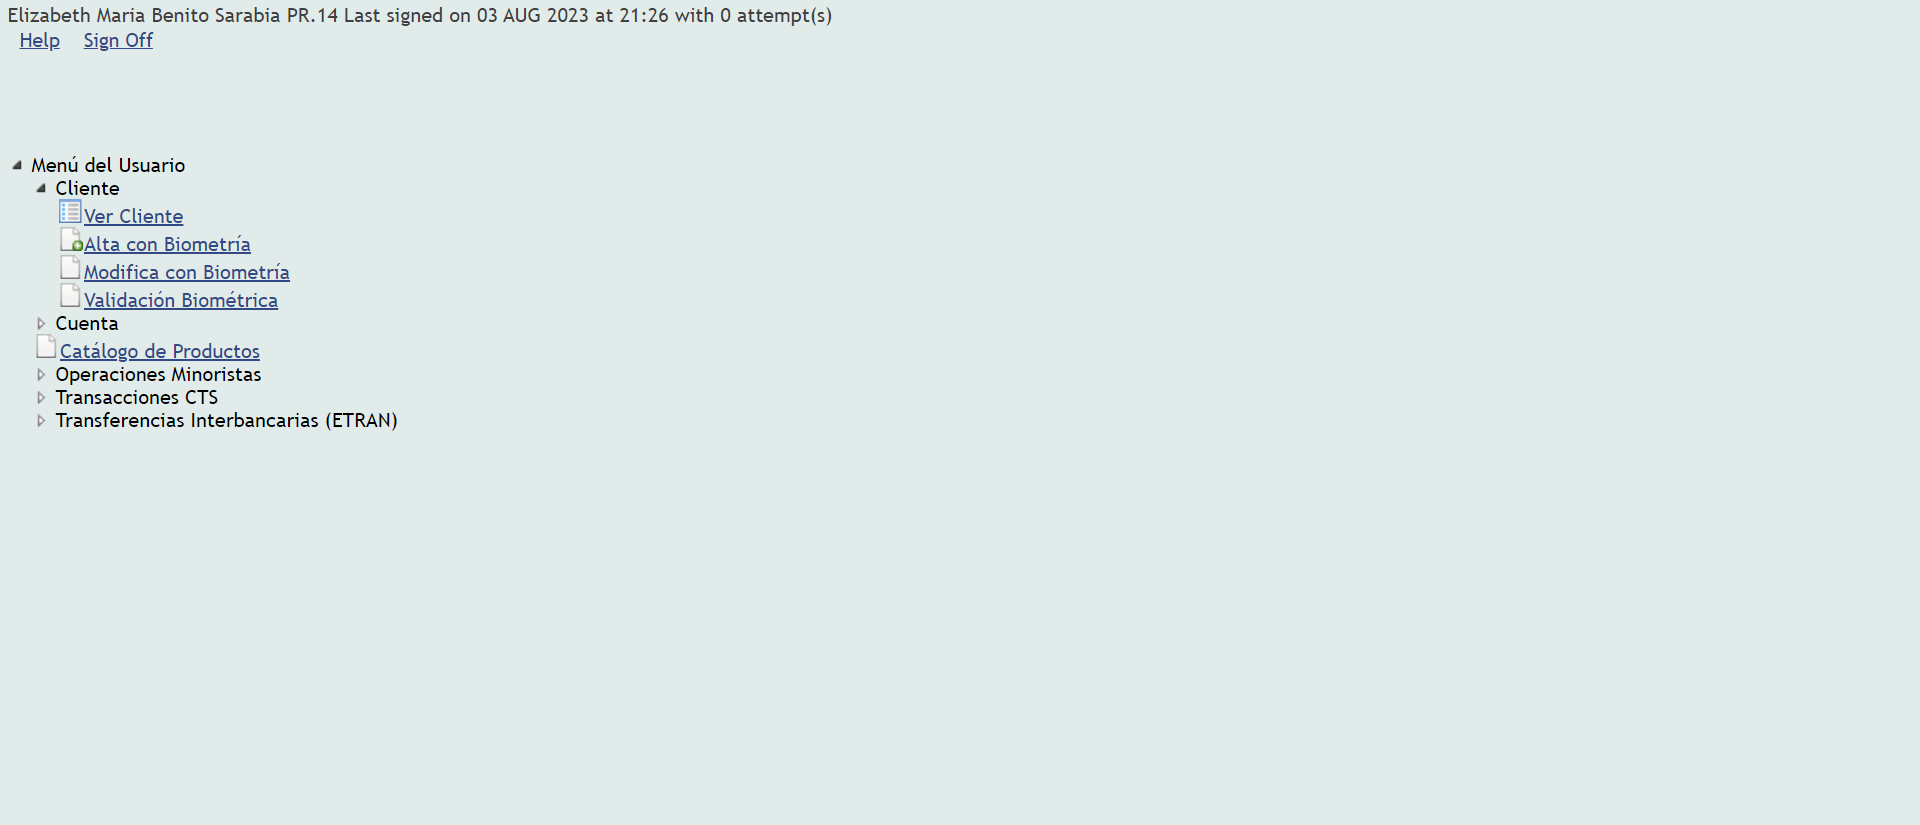 Elizabeth Maria Benito Sarabia PR.14 Last signed on 03 AUG 2023 at 21:26 with 0 attempt(s)
Help Sign Off
Menú del Usuario
Cliente
Ver Cliente
Alta con Biometría
Modifica con Biometría
Validación Biométrica
Cuenta
Catálogo de Productos
Operaciones Minoristas
Transacciones CTS
Transferencias Interbancarias (ETRAN)